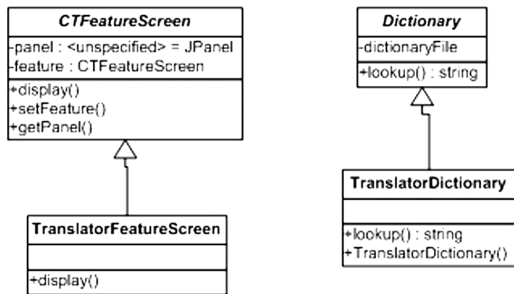 CTFeatureScreen
-panel : <unspecified> = JPanel
-feature : CTFeatureScreen
+display()
+setFeature()
+getPanel()
TranslatorFeatureScreen
+display()
Dictionary
-dictionaryFile
+lookup() : string
TranslatorDictionary
+lookup() : string
+TranslatorDictionary()